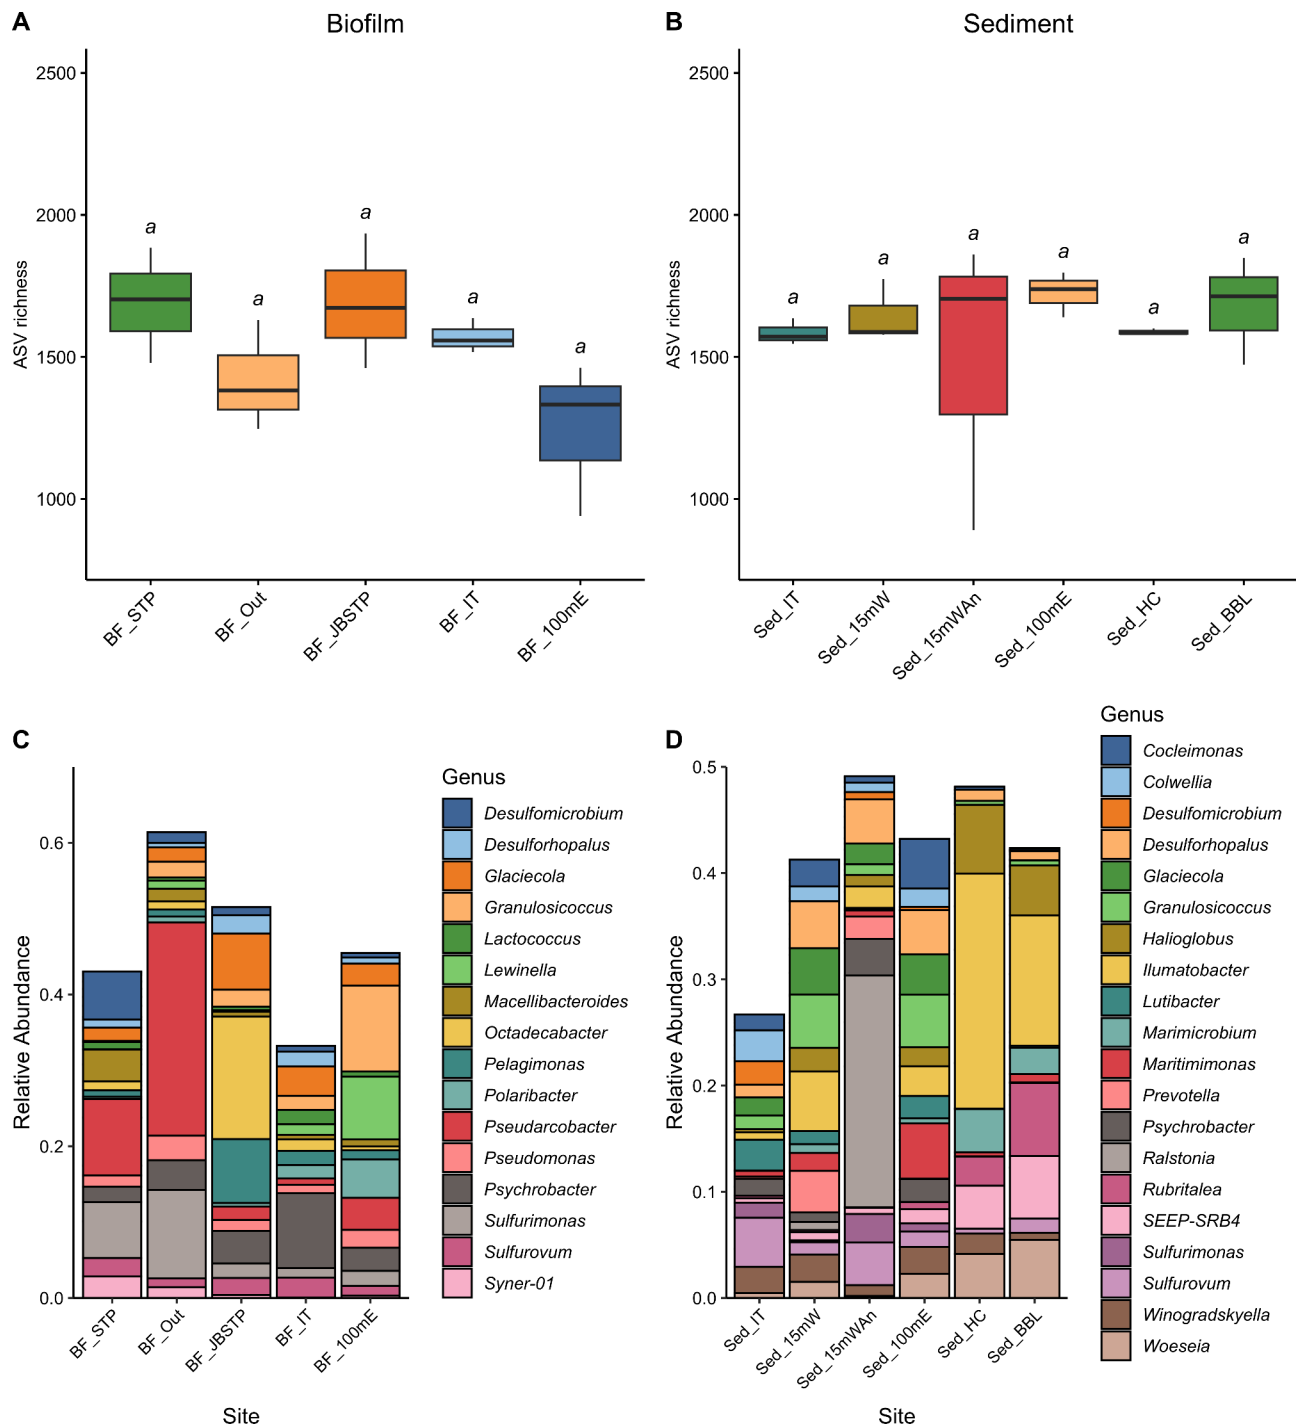 A
Biofilm
2500
2000
1500
1000
ASV richness
a
a
a
a
a
BF_STP
BF_Out
BF_JBSTP
BF_IT
BF_100mE
B
Sediment
2500
2000
1500
1000
ASV richness
a
a
a
a
a
a
Sed_IT
Sed_15mW
Sed_15mWAn
Sed_100mE
Sed_HC
Sed_BBL
C
0.6
0.4
0.2
0.0
Relative Abundance
BF_STP
BF_Out
BF_JBSTP
BF_IT
BF_100mE
Site
Genus
Desulfomicrobium
Desulforhopalus
Glaciecola
Granulosicoccus
Lactococcus
Lewinella
Macellibacteroides
Octadecabacter
Pelagimonas
Polaribacter
Pseudarcobacter
Pseudomonas
Psychrobacter
Sulfurimonas
Sulfurovum
Syner-01
D
0.5
0.4
0.3
0.2
0.1
0.0
Relative Abundance
Sed_IT
Sed_15mW
Sed_15mWAn
Sed_100mE
Sed_HC
Sed_BBL
Site
Genus
Cocleimonas
Colwellia
Desulfomicrobium
Desulforhopalus
Glaciecola
Granulosicoccus
Halioglobus
Ilumatobacter
Lutibacter
Marimicrobium
Maritimimonas
Prevotella
Psychrobacter
Ralstonia
Rubritalea
SEEP-SRB4
Sulfurimonas
Sulfurovum
Winogradskyella
Woeseia